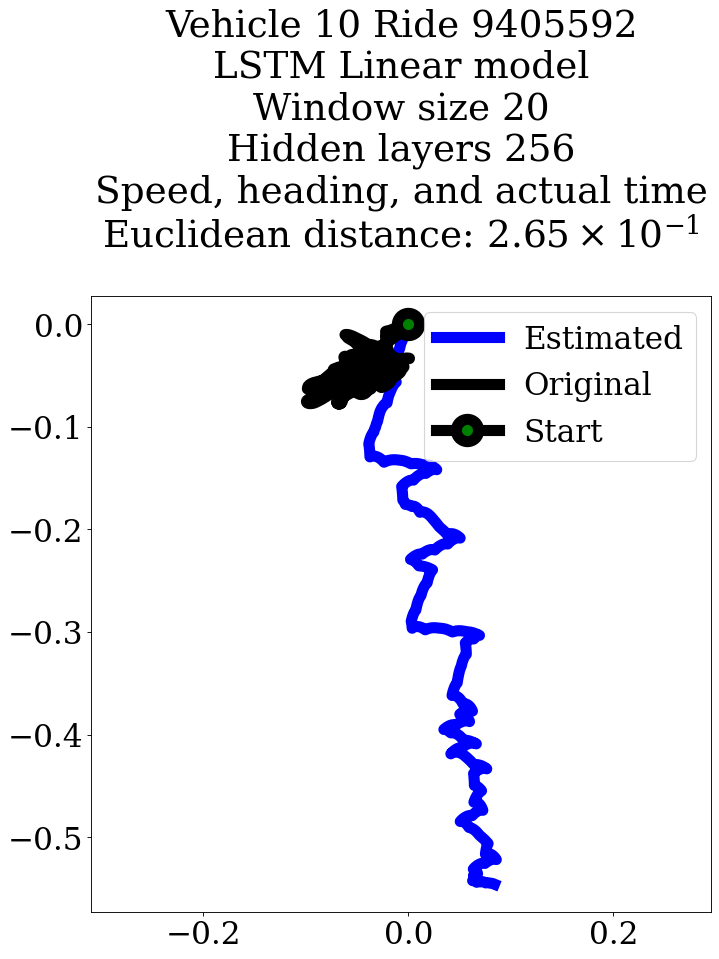 Vehicle 10 Ride 9405592
LSTM Linear model
Window size 20
Hidden layers 256
Speed, heading, and actual time
Euclidean distance: 2.65 × 10⁻¹
Estimated
Original
Start
0.0
−0.1
−0.2
−0.3
−0.4
−0.5
−0.2
0.0
0.2